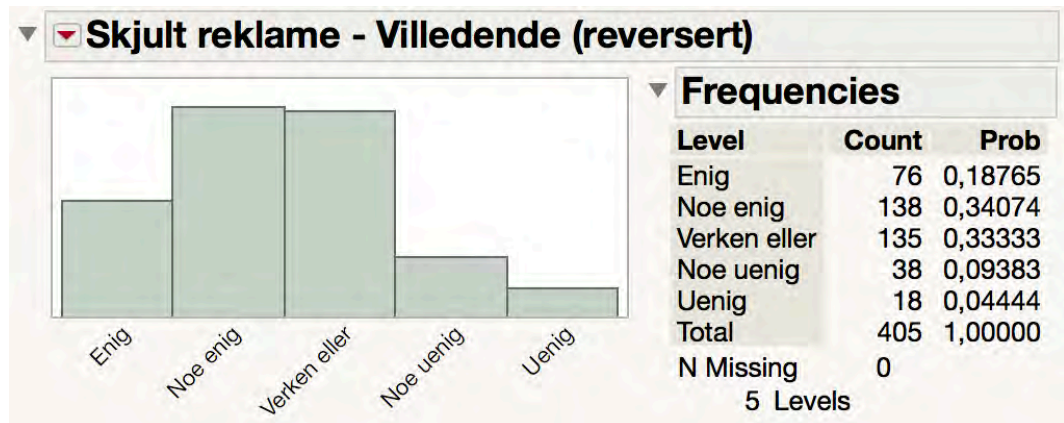 Skjult reklame - Villedende (reversert)
Enig
Noe enig
Verken eller
Noe uenig
Uenig
Frequencies
Level Count Prob
Enig 76 0,18765
Noe enig 138 0,34074
Verken eller 135 0,33333
Noe uenig 38 0,09383
Uenig 18 0,04444
Total 405 1,00000
N Missing 0
5 Levels